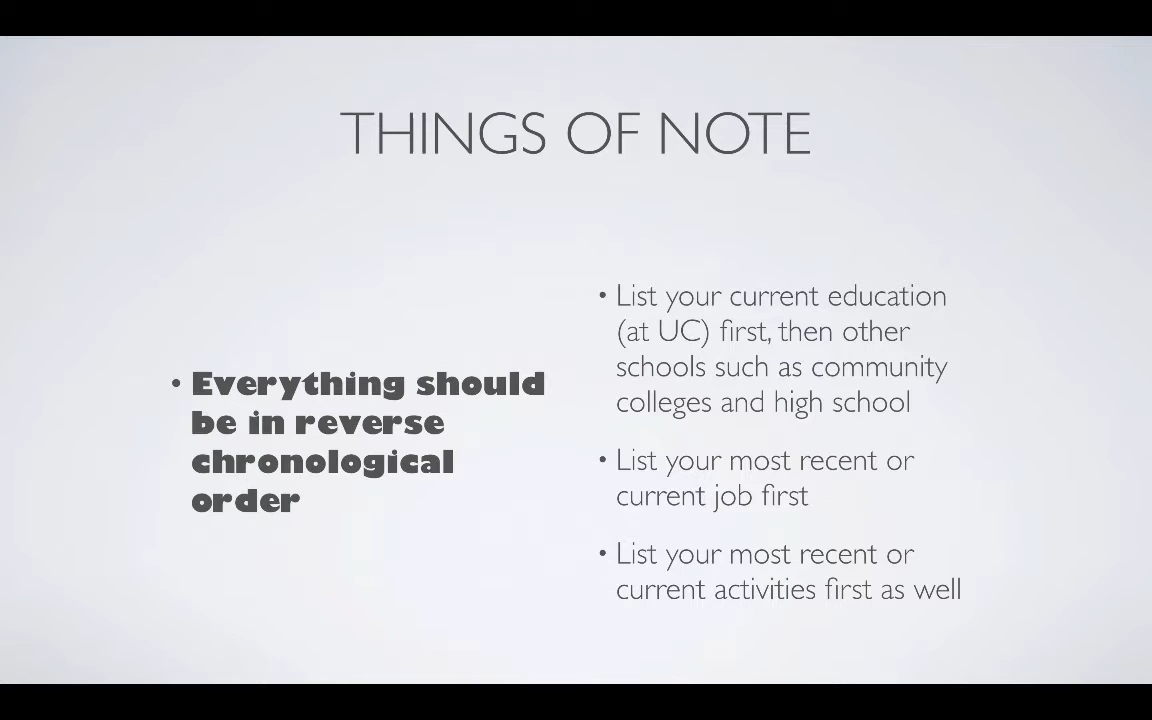 THINGS OF NOTE
• Everything should
be in reverse
chronological
order
• List your current education
(at UC) first, then other
schools such as community
colleges and high school
• List your most recent or
current job first
• List your most recent or
current activities first as well